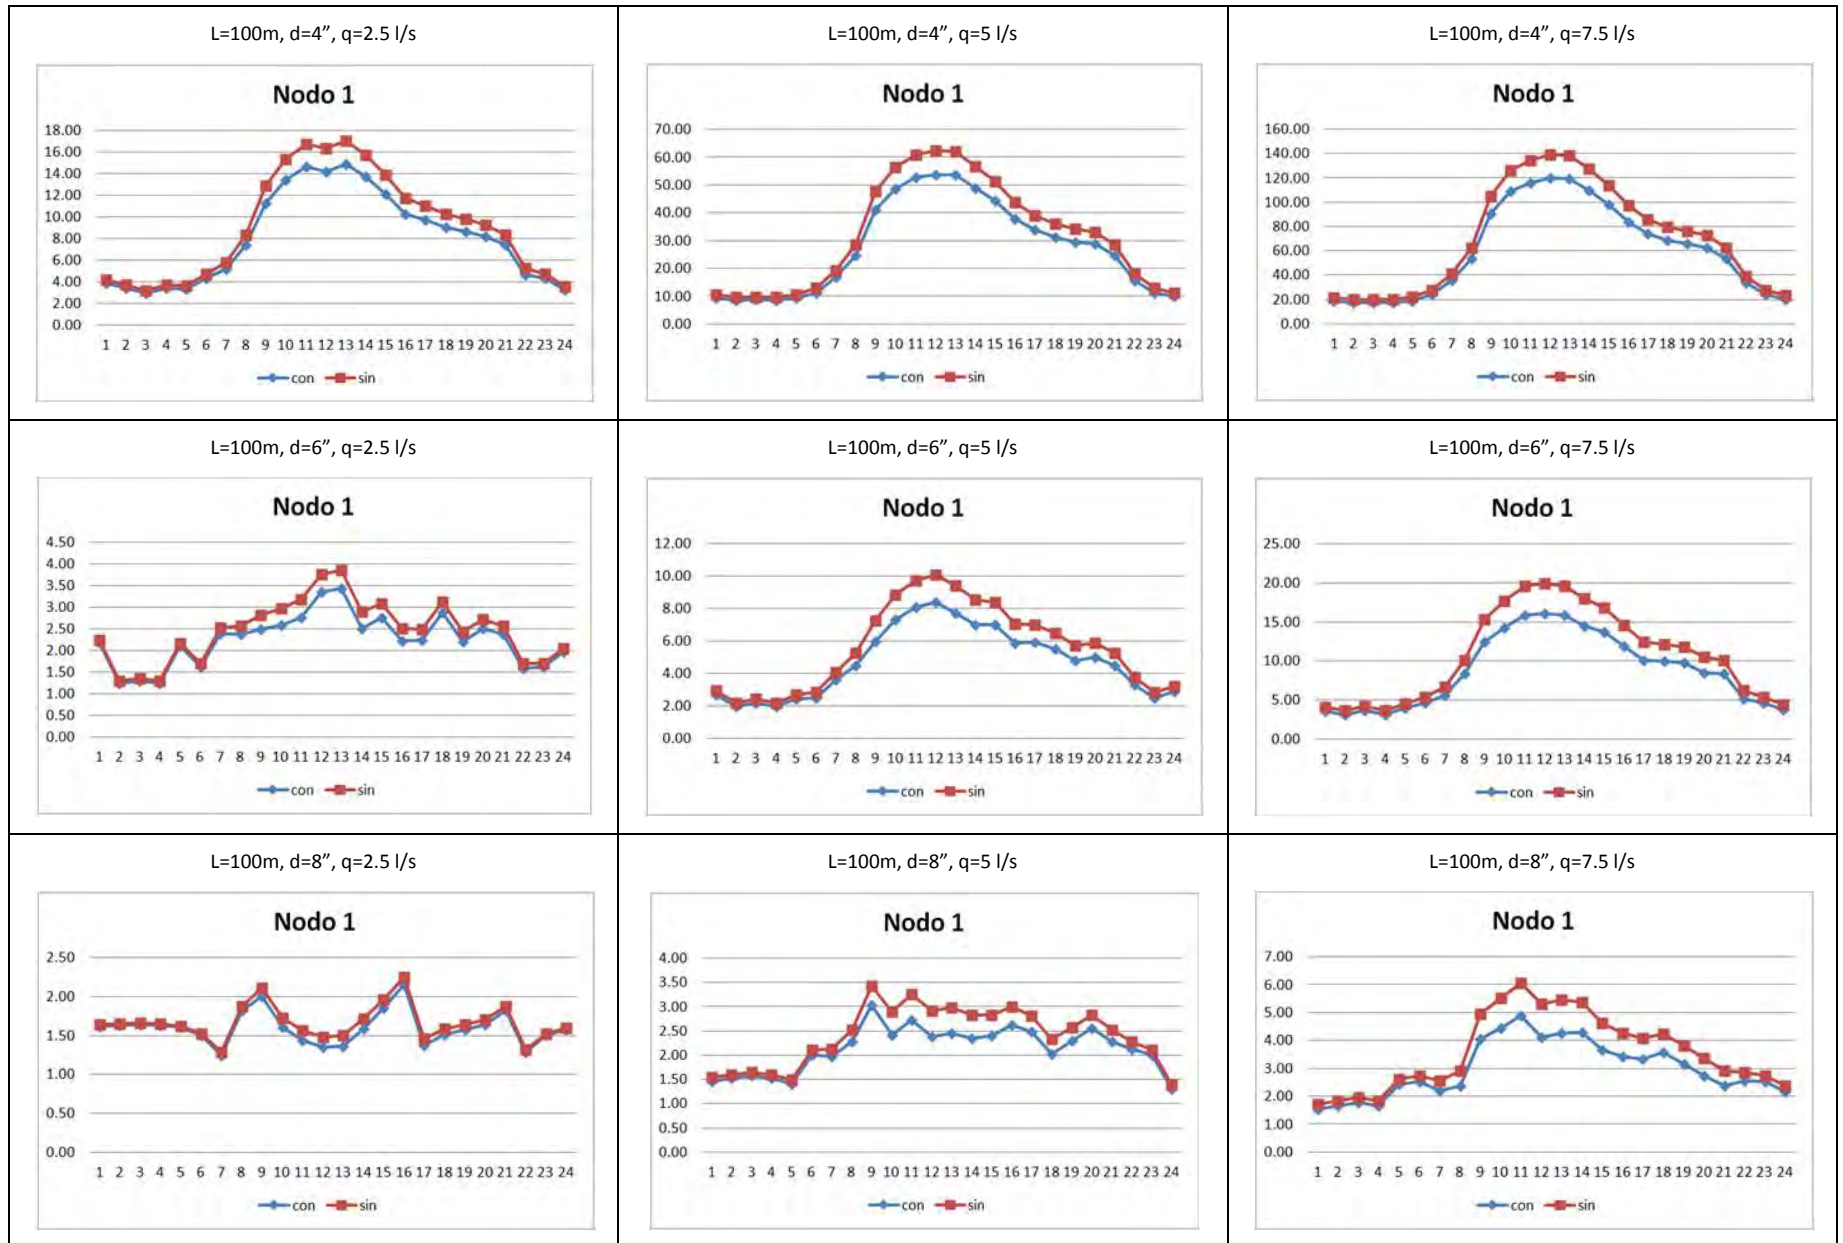 L=100m, d=4”, q=2.5 l/s
Nodo 1
18.00
16.00
14.00
12.00
10.00
8.00
6.00
4.00
2.00
0.00
1 2 3 4 5 6 7 8 9 10 11 12 13 14 15 16 17 18 19 20 21 22 23 24
con sin
L=100m, d=4”, q=5 l/s
Nodo 1
70.00
60.00
50.00
40.00
30.00
20.00
10.00
0.00
1 2 3 4 5 6 7 8 9 10 11 12 13 14 15 16 17 18 19 20 21 22 23 24
con sin
L=100m, d=4”, q=7.5 l/s
Nodo 1
160.00
140.00
120.00
100.00
80.00
60.00
40.00
20.00
0.00
1 2 3 4 5 6 7 8 9 10 11 12 13 14 15 16 17 18 19 20 21 22 23 24
con sin
L=100m, d=6”, q=2.5 l/s
Nodo 1
4.50
4.00
3.50
3.00
2.50
2.00
1.50
1.00
0.50
0.00
1 2 3 4 5 6 7 8 9 10 11 12 13 14 15 16 17 18 19 20 21 22 23 24
con sin
L=100m, d=6”, q=5 l/s
Nodo 1
12.00
10.00
8.00
6.00
4.00
2.00
0.00
1 2 3 4 5 6 7 8 9 10 11 12 13 14 15 16 17 18 19 20 21 22 23 24
con sin
L=100m, d=6”, q=7.5 l/s
Nodo 1
25.00
20.00
15.00
10.00
5.00
0.00
1 2 3 4 5 6 7 8 9 10 11 12 13 14 15 16 17 18 19 20 21 22 23 24
con sin
L=100m, d=8”, q=2.5 l/s
Nodo 1
2.50
2.00
1.50
1.00
0.50
0.00
1 2 3 4 5 6 7 8 9 10 11 12 13 14 15 16 17 18 19 20 21 22 23 24
con sin
L=100m, d=8”, q=5 l/s
Nodo 1
4.00
3.50
3.00
2.50
2.00
1.50
1.00
0.50
0.00
1 2 3 4 5 6 7 8 9 10 11 12 13 14 15 16 17 18 19 20 21 22 23 24
con sin
L=100m, d=8”, q=7.5 l/s
Nodo 1
7.00
6.00
5.00
4.00
3.00
2.00
1.00
0.00
1 2 3 4 5 6 7 8 9 10 11 12 13 14 15 16 17 18 19 20 21 22 23 24
con sin